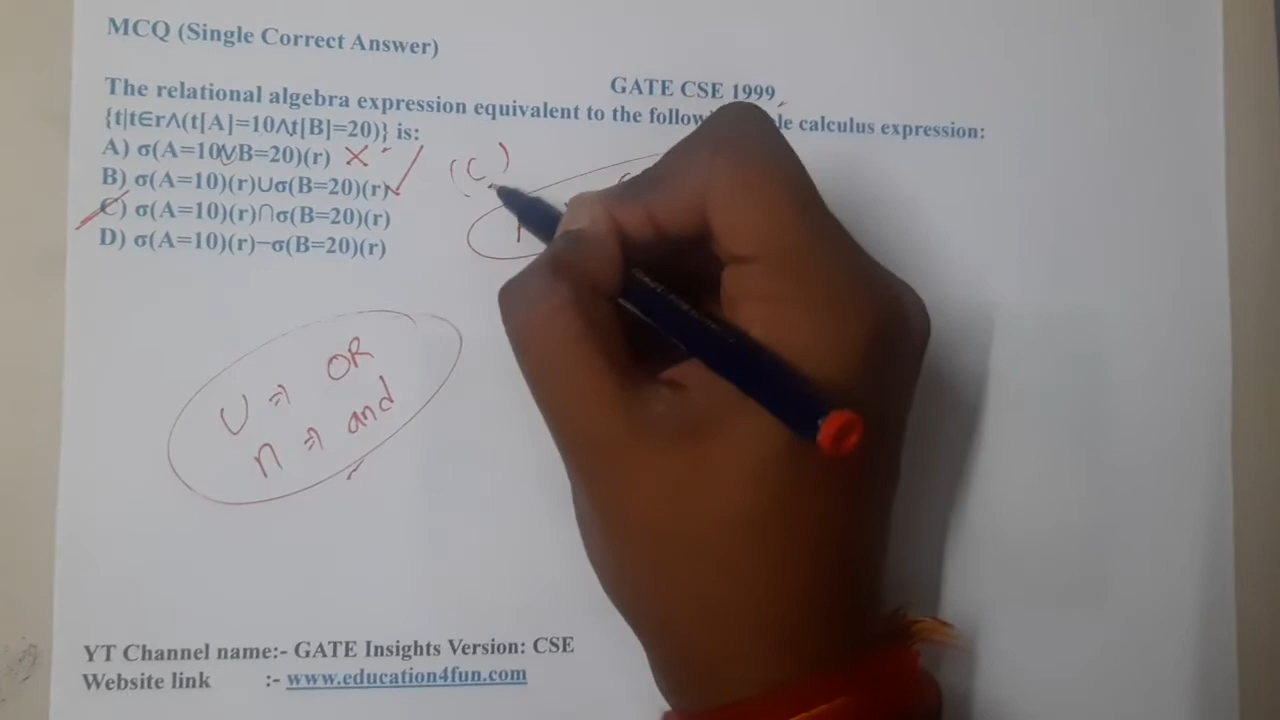 MCQ (Single Correct Answer)
GATE CSE 1999
The relational algebra expression equivalent to the calculus expression:
{t|t∈r∧(t[A]=10∧t[B]=20)} is:
A) σ(A=10∨B=20)(r)
B) σ(A=10)(r)∪σ(B=20)(r)
C) σ(A=10)(r)∩σ(B=20)(r)
D) σ(A=10)(r)−σ(B=20)(r)
(C)
U ⇒ OR
∩ ⇒ and
YT Channel name:- GATE Insights Version: CSE
Website link :- www.education4fun.com